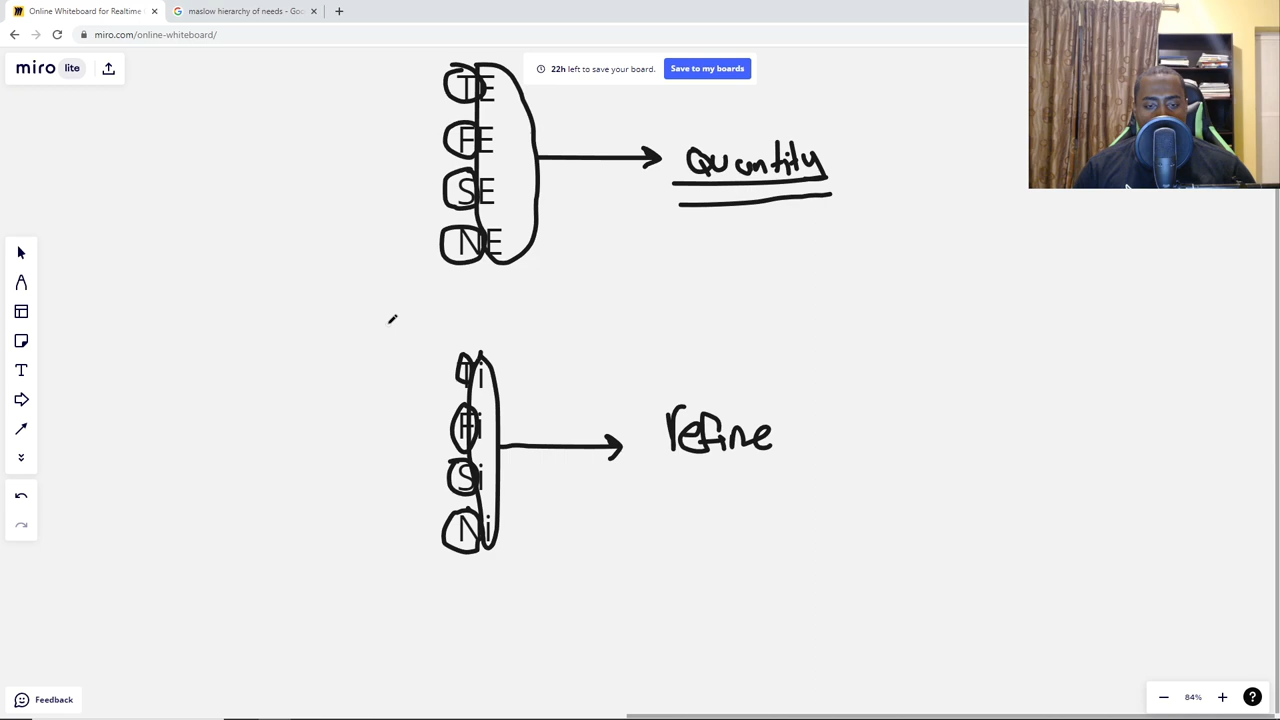 Online Whiteboard for Realtime
maslow hierarchy of needs - Goo
miro.com/online-whiteboard/
miro lite
22h left to save your board.
Save to my boards
TE
FE
SE
NE
Quantity
Ti
Fi
Si
Ni
refine
T
Feedback
84%
?